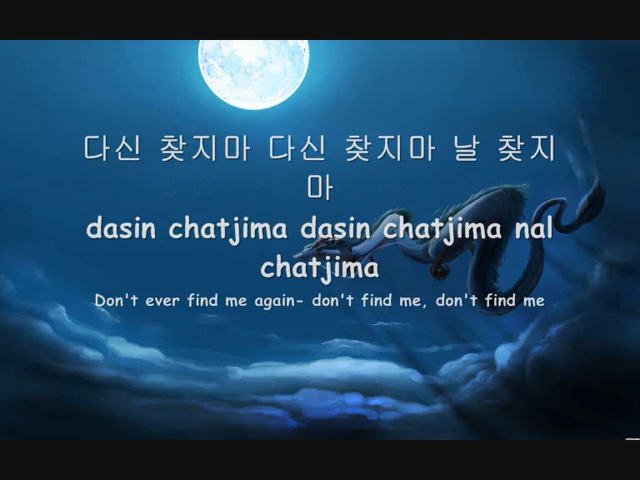 다신 찾지마 다신 찾지마 날 찾지
마
dasin chatjima dasin chatjima nal
chatjima
Don't ever find me again- don't find me, don't find me